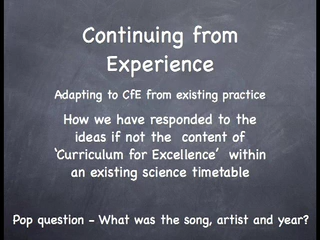 Continuing from
Experience
Adapting to CfE from existing practice
How we have responded to the
ideas if not the content of
‘Curriculum for Excellence’ within
an existing science timetable
Pop question - What was the song, artist and year?